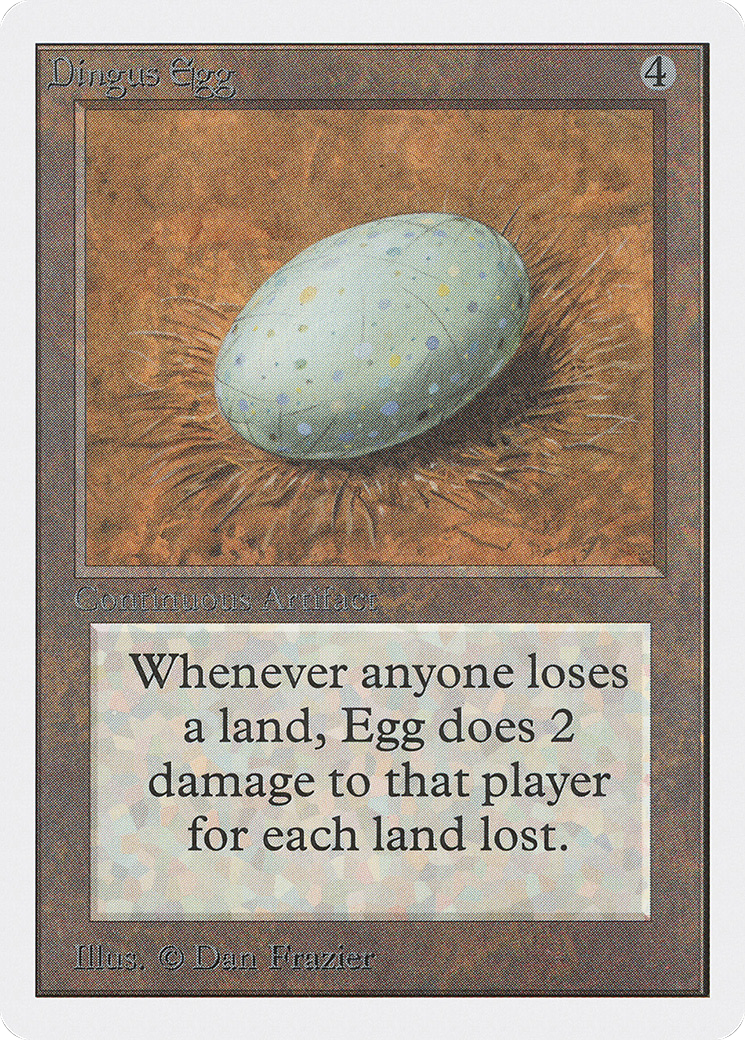 Dingus Egg 4
Continuous Artifact
Whenever anyone loses
a land, Egg does 2
damage to that player
for each land lost.
Illus. © Dan Frazier